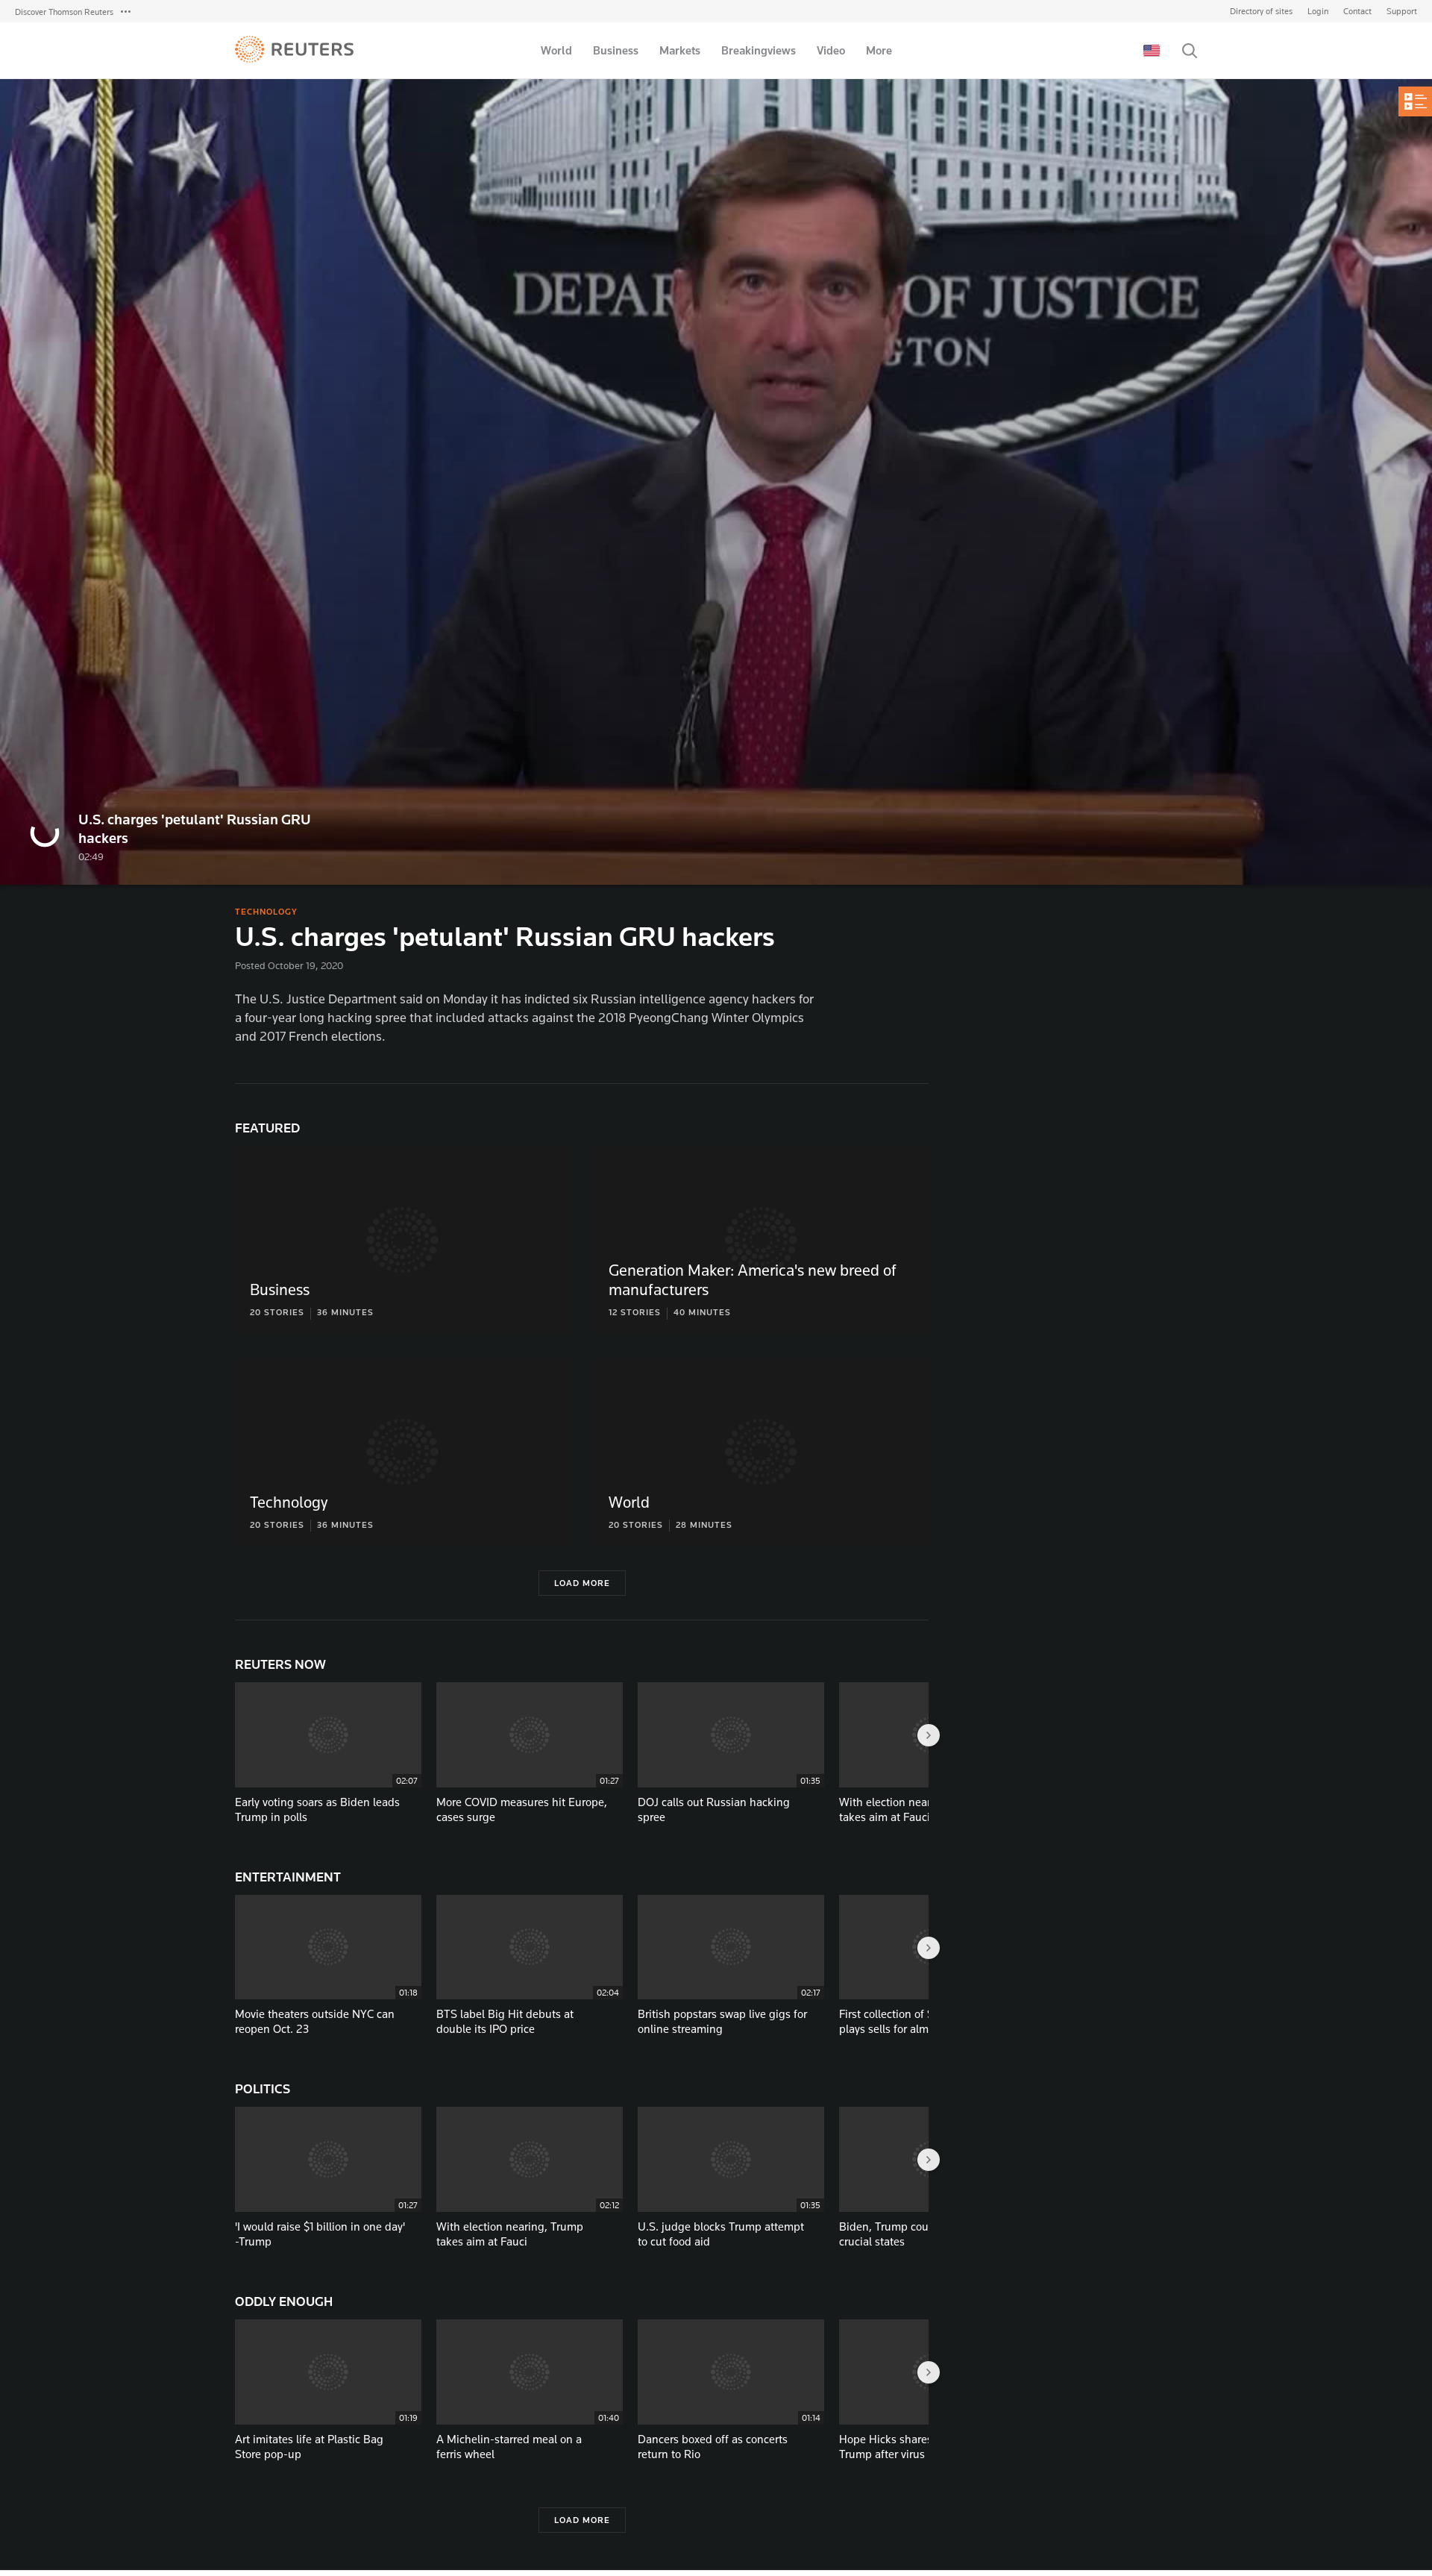 Discover Thomson Reuters
Directory of sites Login Contact Support
REUTERS
World Business Markets Breakingviews Video More
DEPAR OF JUSTICE
GTON
U.S. charges 'petulant' Russian GRU
hackers
02:49
TECHNOLOGY
U.S. charges 'petulant' Russian GRU hackers
Posted October 19, 2020
The U.S. Justice Department said on Monday it has indicted six Russian intelligence agency hackers for
a four-year long hacking spree that included attacks against the 2018 PyeongChang Winter Olympics
and 2017 French elections.
FEATURED
Business
20 STORIES 36 MINUTES
Generation Maker: America's new breed of
manufacturers
12 STORIES 40 MINUTES
Technology
20 STORIES 36 MINUTES
World
20 STORIES 28 MINUTES
LOAD MORE
REUTERS NOW
02:07
Early voting soars as Biden leads
Trump in polls
01:27
More COVID measures hit Europe,
cases surge
01:35
DOJ calls out Russian hacking
spree
With election near
takes aim at Fauci
ENTERTAINMENT
01:18
Movie theaters outside NYC can
reopen Oct. 23
02:04
BTS label Big Hit debuts at
double its IPO price
02:17
British popstars swap live gigs for
online streaming
First collection of
plays sells for alm
POLITICS
01:27
'I would raise $1 billion in one day'
-Trump
02:12
With election nearing, Trump
takes aim at Fauci
01:35
U.S. judge blocks Trump attempt
to cut food aid
Biden, Trump cou
crucial states
ODDLY ENOUGH
01:19
Art imitates life at Plastic Bag
Store pop-up
01:40
A Michelin-starred meal on a
ferris wheel
01:14
Dancers boxed off as concerts
return to Rio
Hope Hicks shares
Trump after virus
LOAD MORE